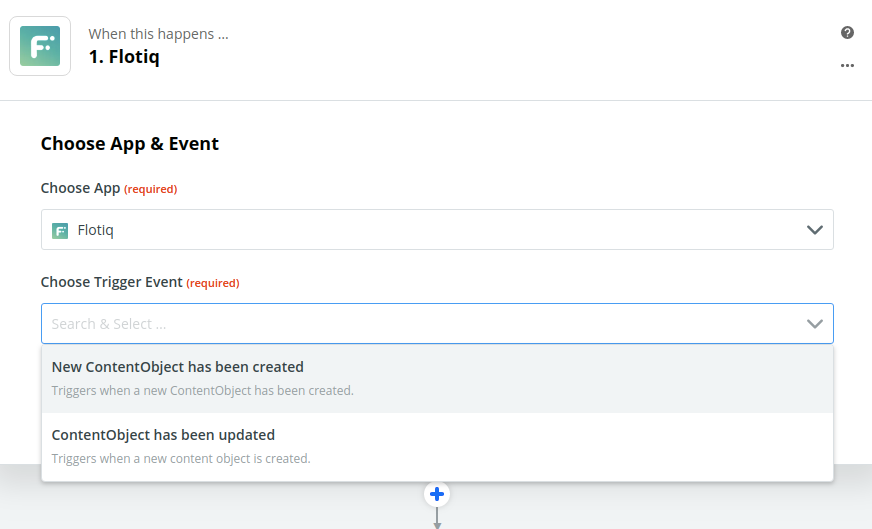 When this happens ...
1. Flotiq
Choose App & Event
Choose App (required)
Flotiq
Choose Trigger Event (required)
Search & Select ...
New ContentObject has been created
Triggers when a new ContentObject has been created.
ContentObject has been updated
Triggers when a new content object is created.